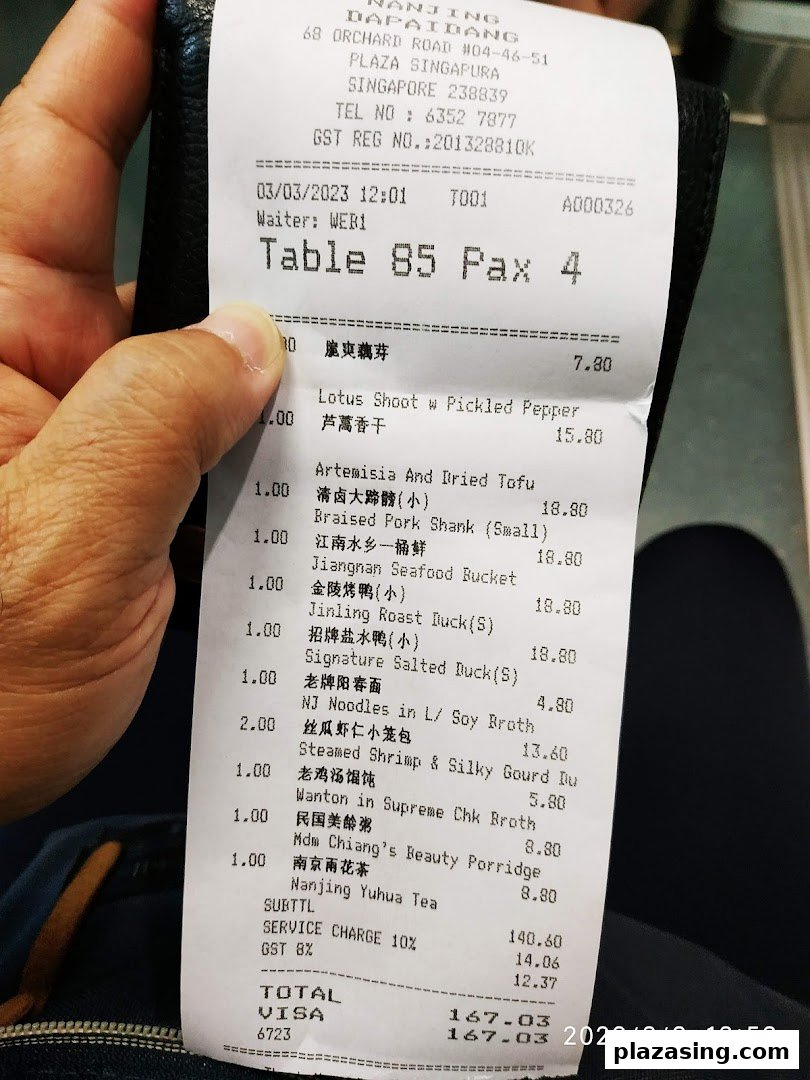 NANJING
DAPAIDANG
68 ORCHARD ROAD #04-46-51
PLAZA SINGAPURA
SINGAPORE 238839
TEL NO : 6352 7877
GST REG NO.:201328810K
03/03/2023 12:01 T001 A000326
Waiter: WEB1
Table 85 Pax 4
脆爽藕芽 7.80
Lotus Shoot w Pickled Pepper
1.00 芦蒿香干 15.80
Artemisia And Dried Tofu
1.00 清卤大蹄髈(小) 18.80
Braised Pork Shank (Small)
1.00 江南水乡一桶鲜 18.80
Jiangnan Seafood Bucket
1.00 金陵烤鸭(小) 18.80
Jinling Roast Duck(S)
1.00 招牌盐水鸭(小) 18.80
Signature Salted Duck(S)
1.00 老牌阳春面 4.80
NJ Noodles in L/ Soy Broth
2.00 丝瓜虾仁小笼包 13.60
Steamed Shrimp & Silky Gourd Du
1.00 老鸡汤馄饨 5.80
Wanton in Supreme Chk Broth
1.00 民国美龄粥 8.80
Mdm Chiang's Beauty Porridge
1.00 南京雨花茶 8.80
Nanjing Yuhua Tea
SUBTTL 140.60
SERVICE CHARGE 10% 14.06
GST 8% 12.37
TOTAL 167.03
VISA 167.03
6723
plazasing.com